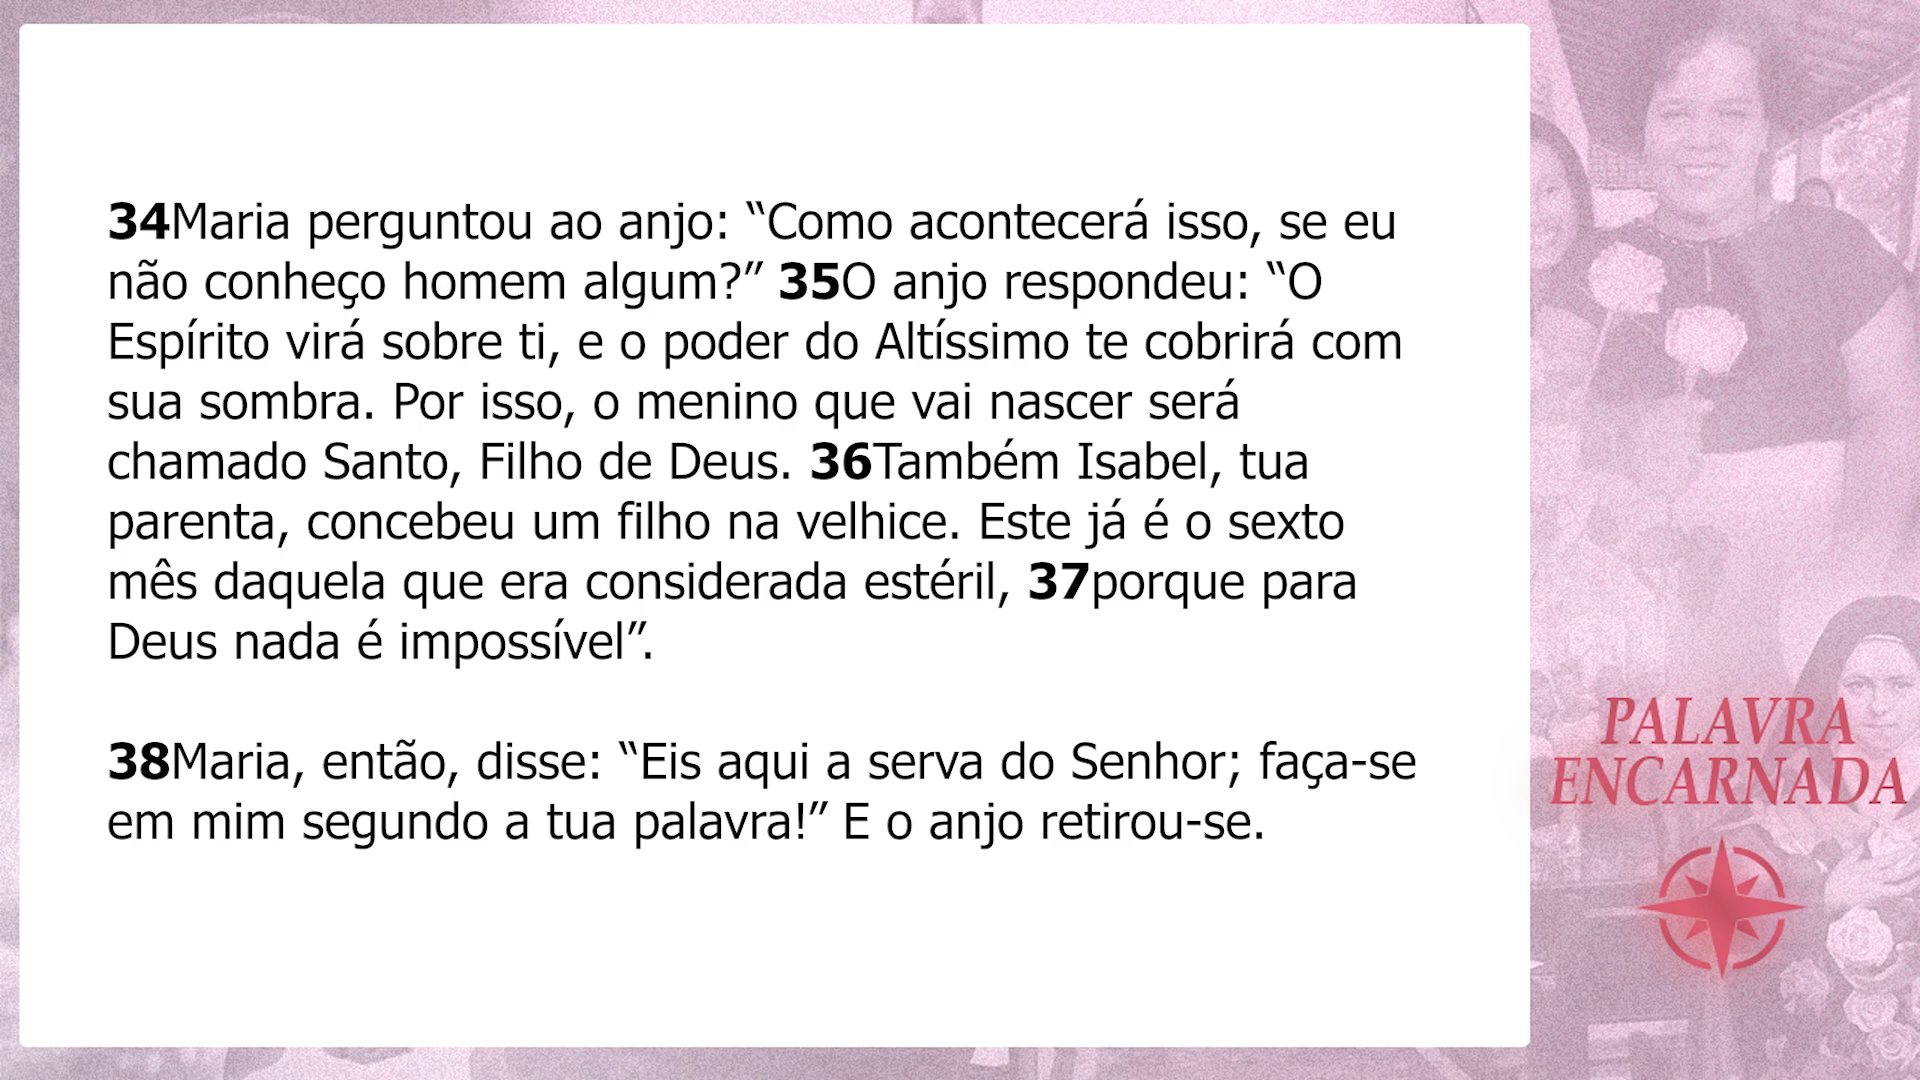 34Maria perguntou ao anjo: “Como acontecerá isso, se eu
não conheço homem algum?” 35O anjo respondeu: “O
Espírito virá sobre ti, e o poder do Altíssimo te cobrirá com
sua sombra. Por isso, o menino que vai nascer será
chamado Santo, Filho de Deus. 36Também Isabel, tua
parenta, concebeu um filho na velhice. Este já é o sexto
mês daquela que era considerada estéril, 37porque para
Deus nada é impossível”.
38Maria, então, disse: “Eis aqui a serva do Senhor; faça-se
em mim segundo a tua palavra!” E o anjo retirou-se.
PALAVRA
ENCARNADA